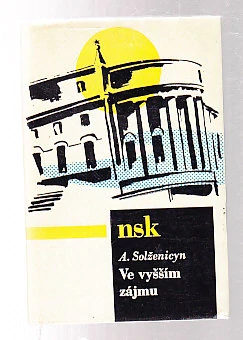 nsk
A. Solženicyn
Ve vyšším
zájmu